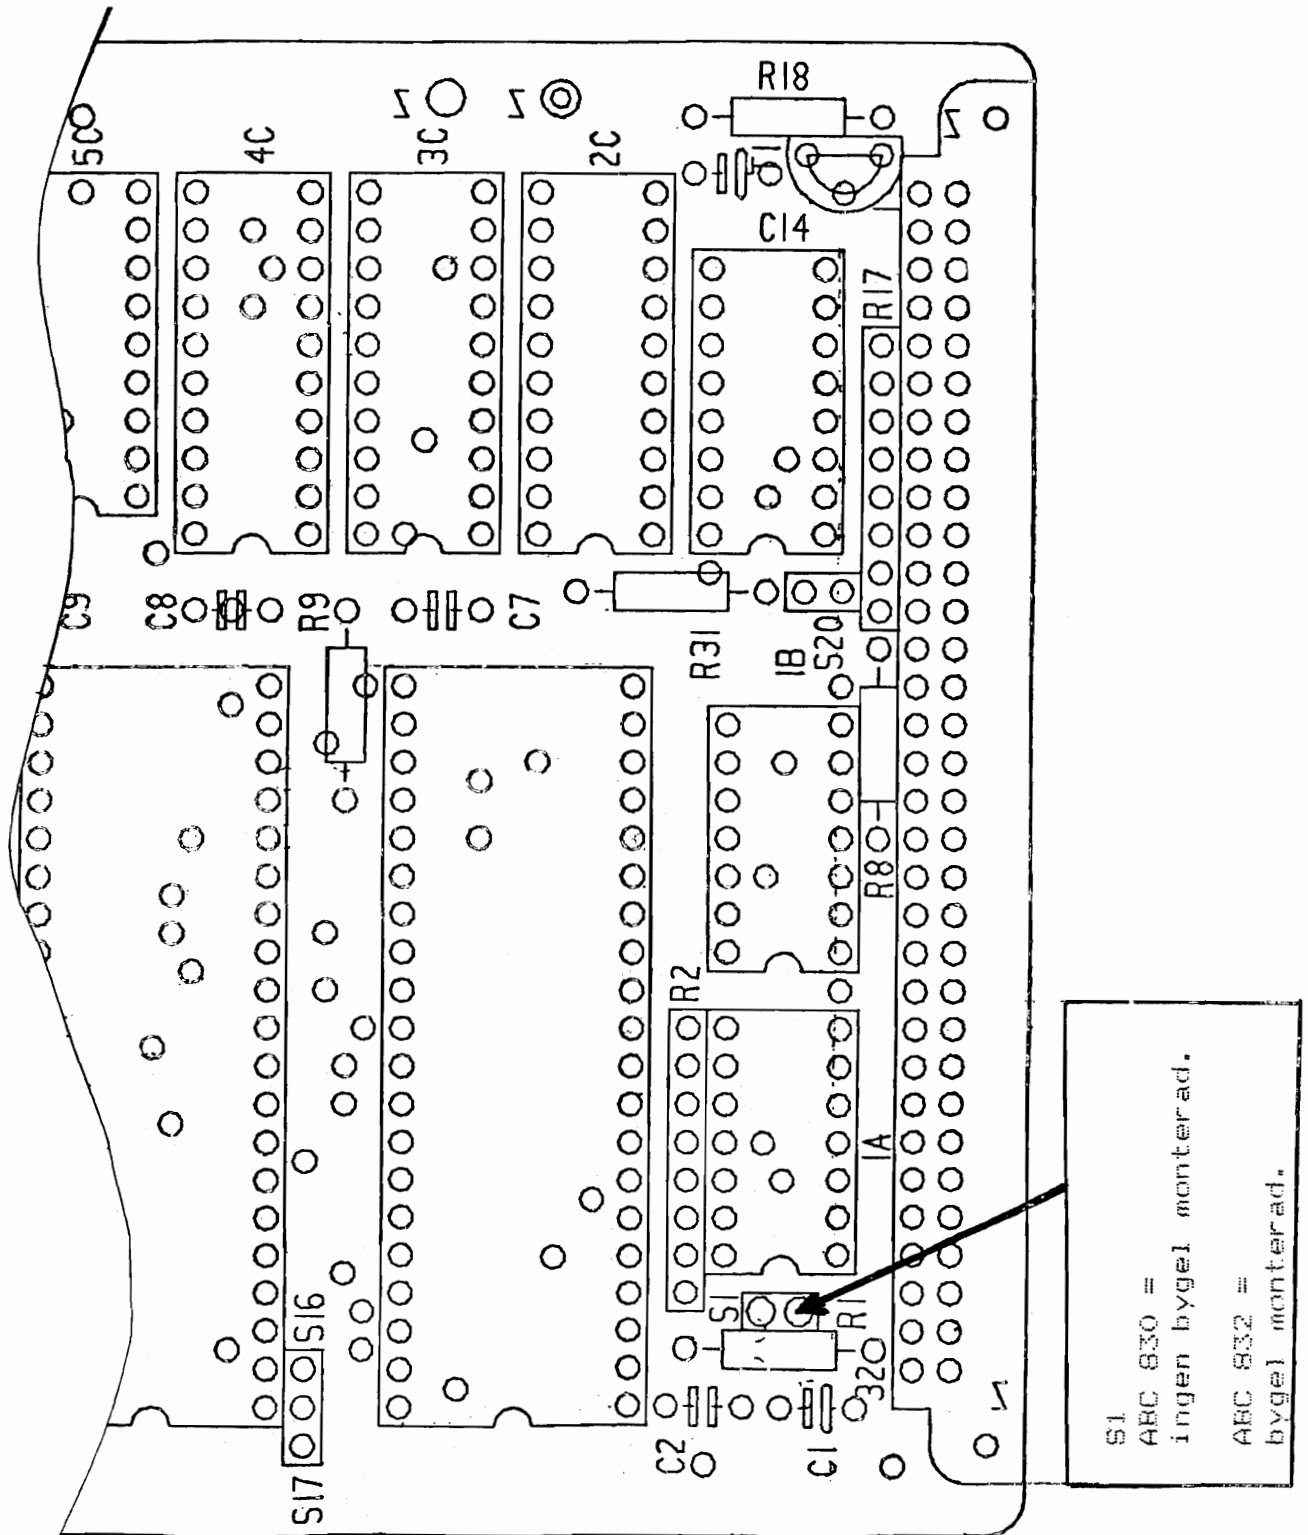 R18
5C
4C
3C
2C
T1
C14
R17
C9
C8
R9
C7
R31
1B
S20
R8
R2
1A
S1
R1
32
S16
S17
C2
C1
S1
ABC 830 =
ingen bygel monterad.
ABC 832 =
bygel monterad.